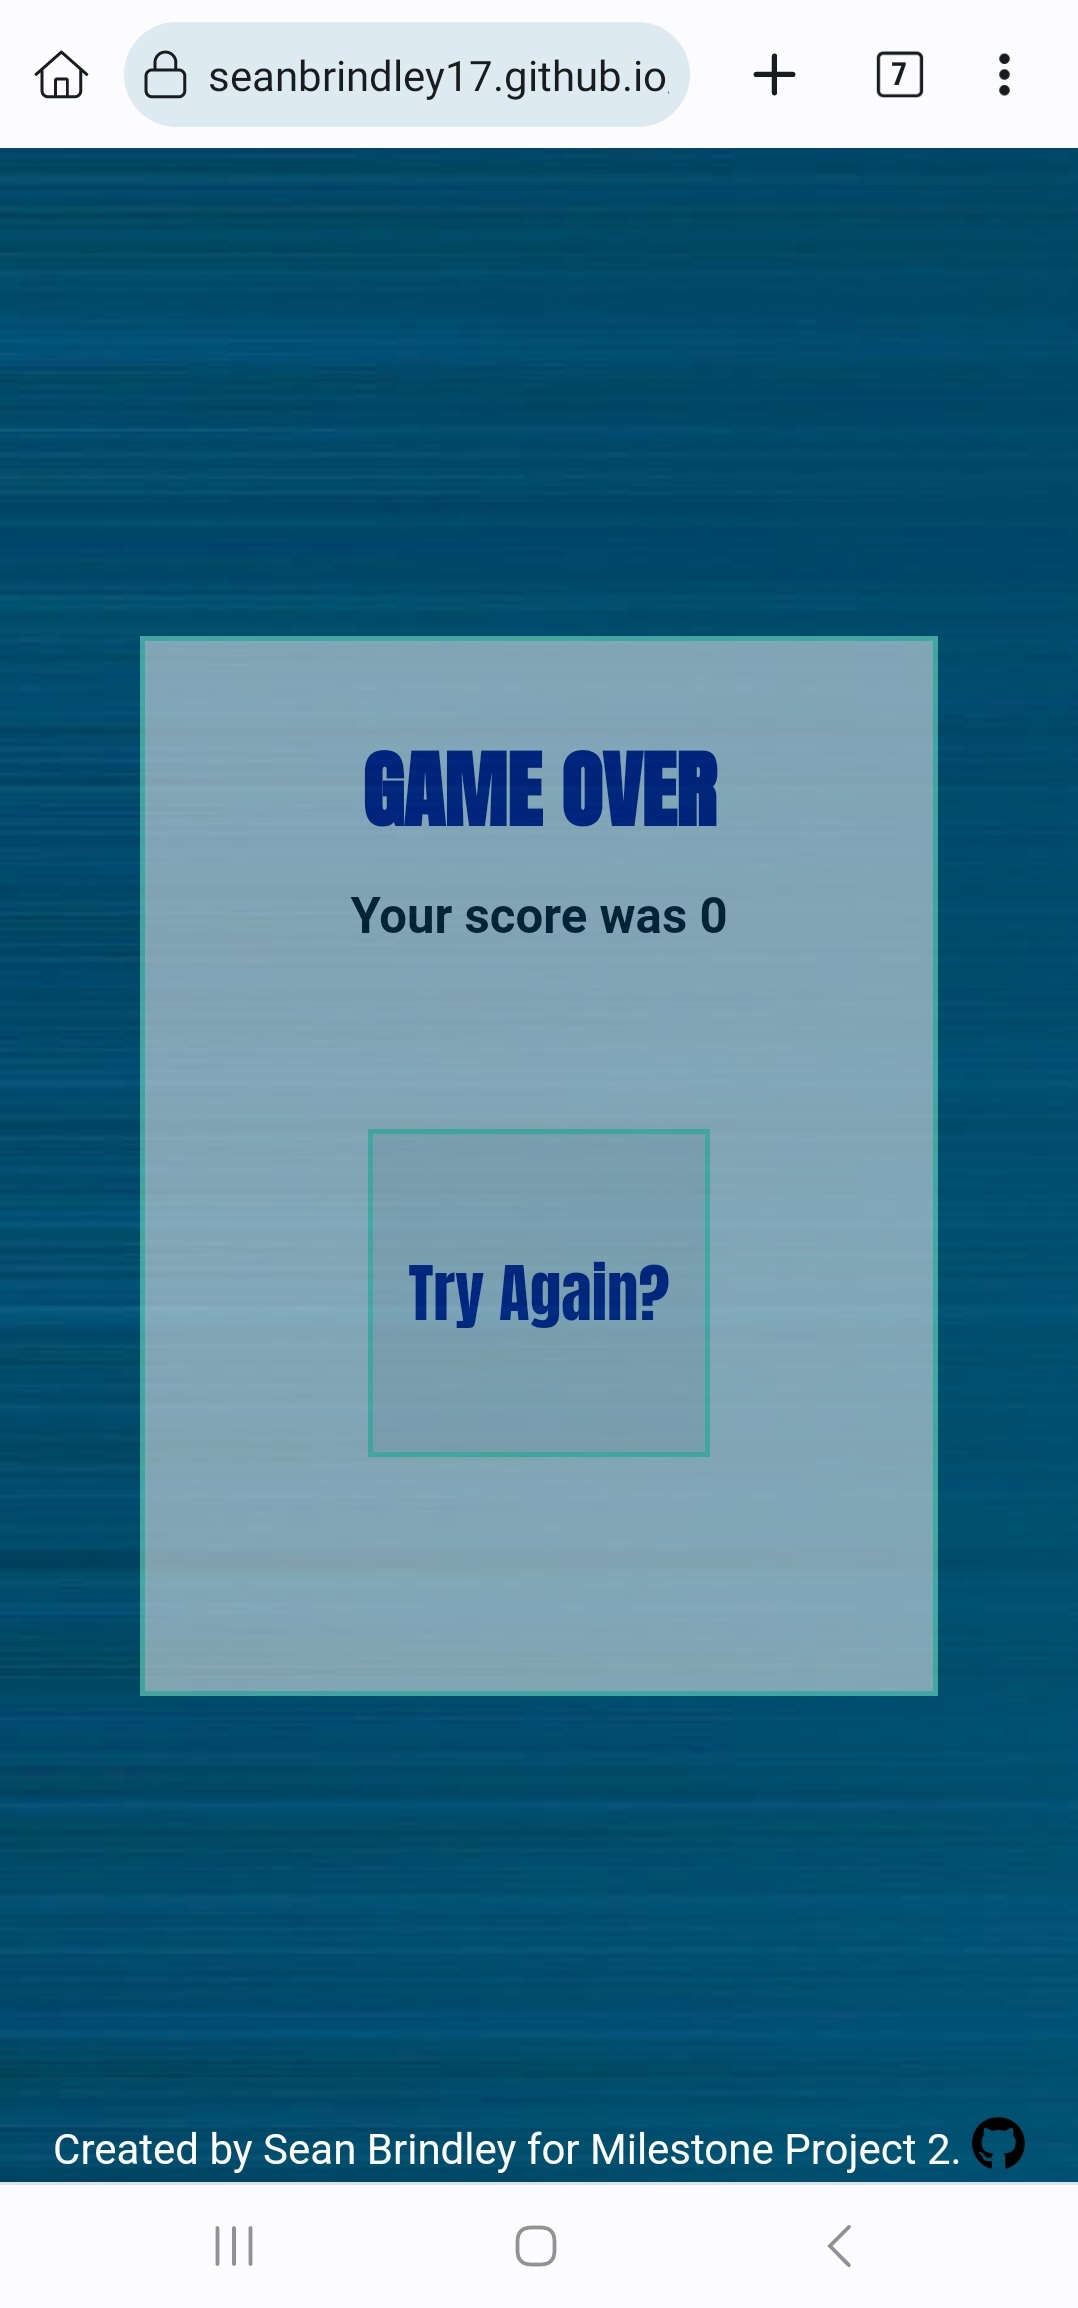 seanbrindley17.github.io
7
GAME OVER
Your score was 0
Try Again?
Created by Sean Brindley for Milestone Project 2.